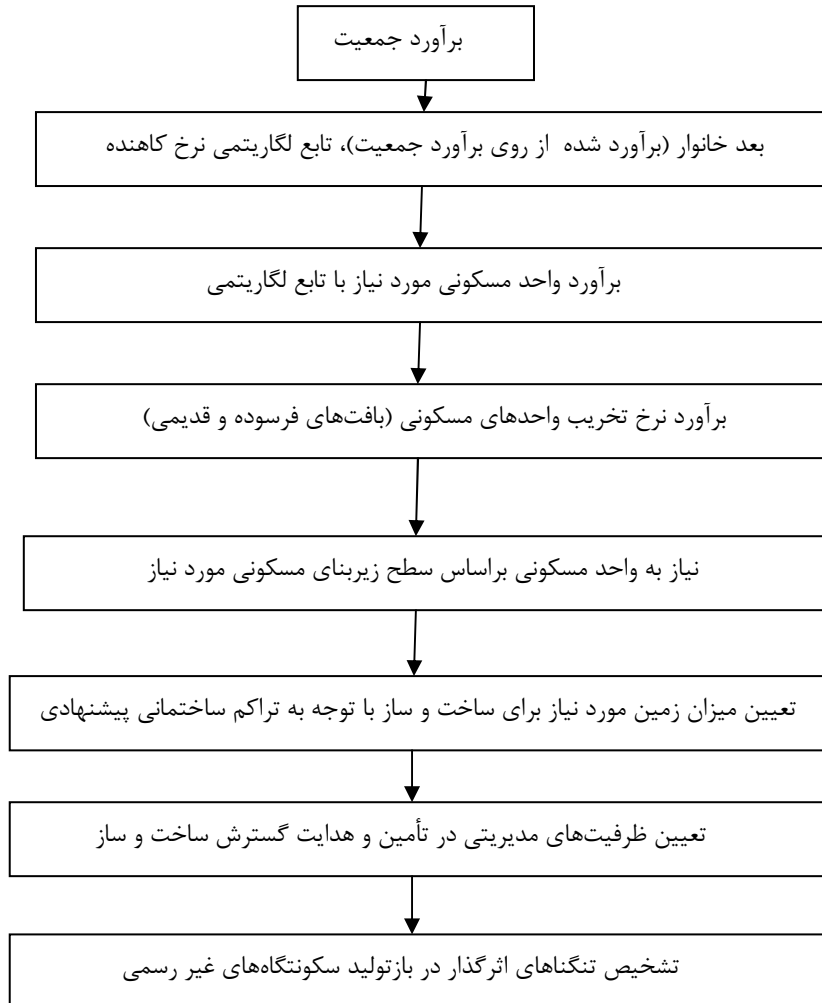 برآورد جمعیت
بعد خانوار (برآورد شده از روی برآورد جمعیت)، تابع لگاریتمی نرخ کاهنده
برآورد واحد مسکونی مورد نیاز با تابع لگاریتمی
برآورد نرخ تخریب واحدهای مسکونی (بافت‌های فرسوده و قدیمی)
نیاز به واحد مسکونی براساس سطح زیربنای مسکونی مورد نیاز
تعیین میزان زمین مورد نیاز برای ساخت و ساز با توجه به تراکم ساختمانی پیشنهادی
تعیین ظرفیت‌های مدیریتی در تأمین و هدایت گسترش ساخت و ساز
تشخیص تنگناهای اثرگذار در بازتولید سکونتگاه‌های غیر رسمی